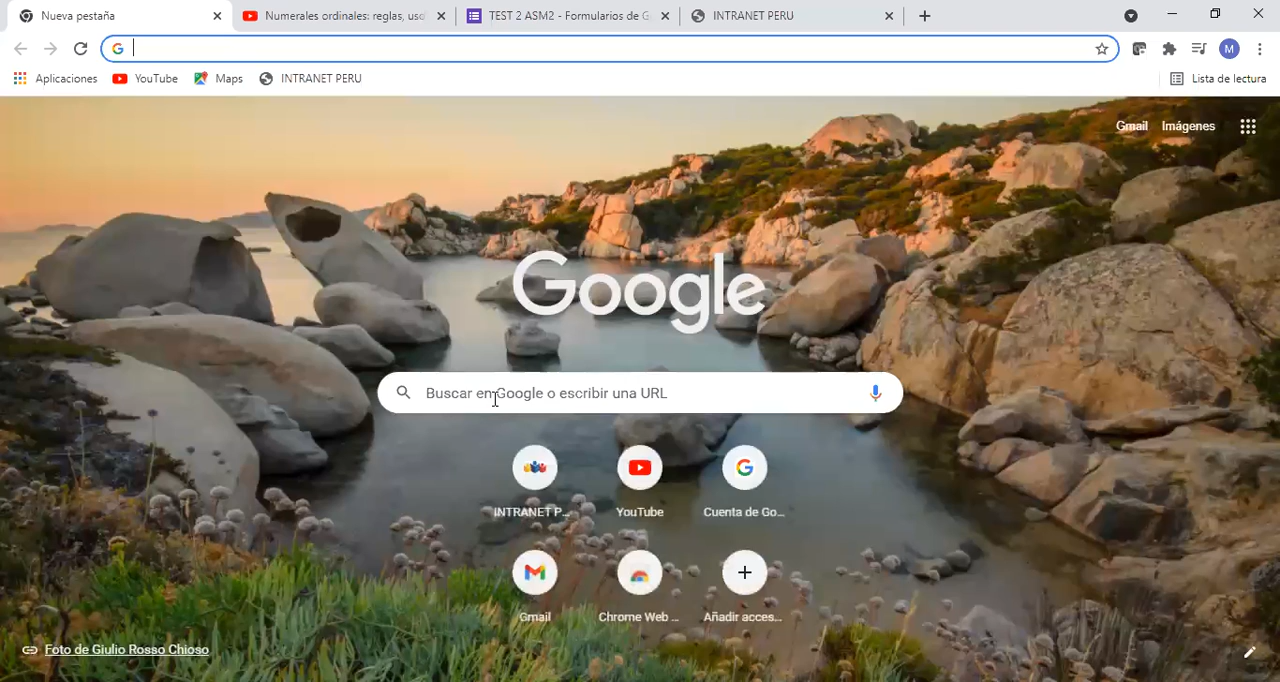 Nueva pestaña
Numerales ordinales: reglas, uso
TEST 2 ASM2 - Formularios de G
INTRANET PERU
M
Aplicaciones
YouTube
Maps
INTRANET PERU
Lista de lectura
Gmail
Imágenes
Google
Buscar en Google o escribir una URL
INTRANET P...
YouTube
Cuenta de Go...
Gmail
Chrome Web ...
Añadir acces...
Foto de Giulio Rosso Chioso